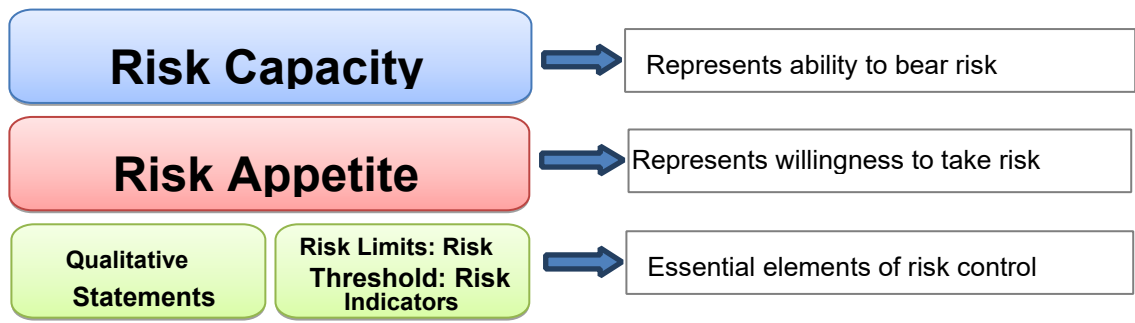 Risk Capacity
Represents ability to bear risk
Risk Appetite
Represents willingness to take risk
Qualitative
Statements
Risk Limits: Risk
Threshold: Risk
Indicators
Essential elements of risk control